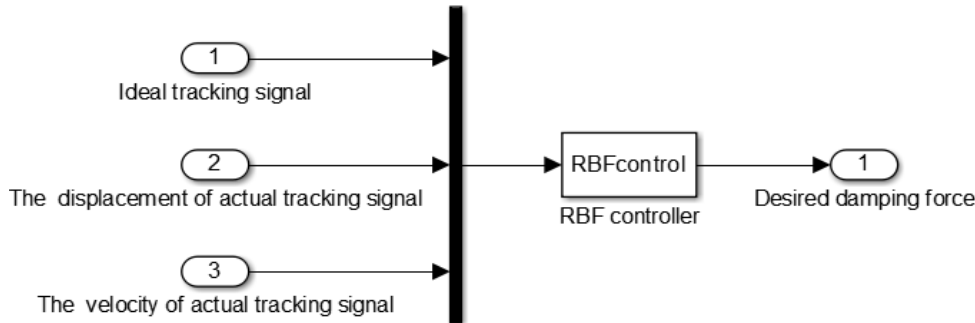 1
Ideal tracking signal
2
The displacement of actual tracking signal
3
The velocity of actual tracking signal
RBFcontrol
RBF controller
1
Desired damping force